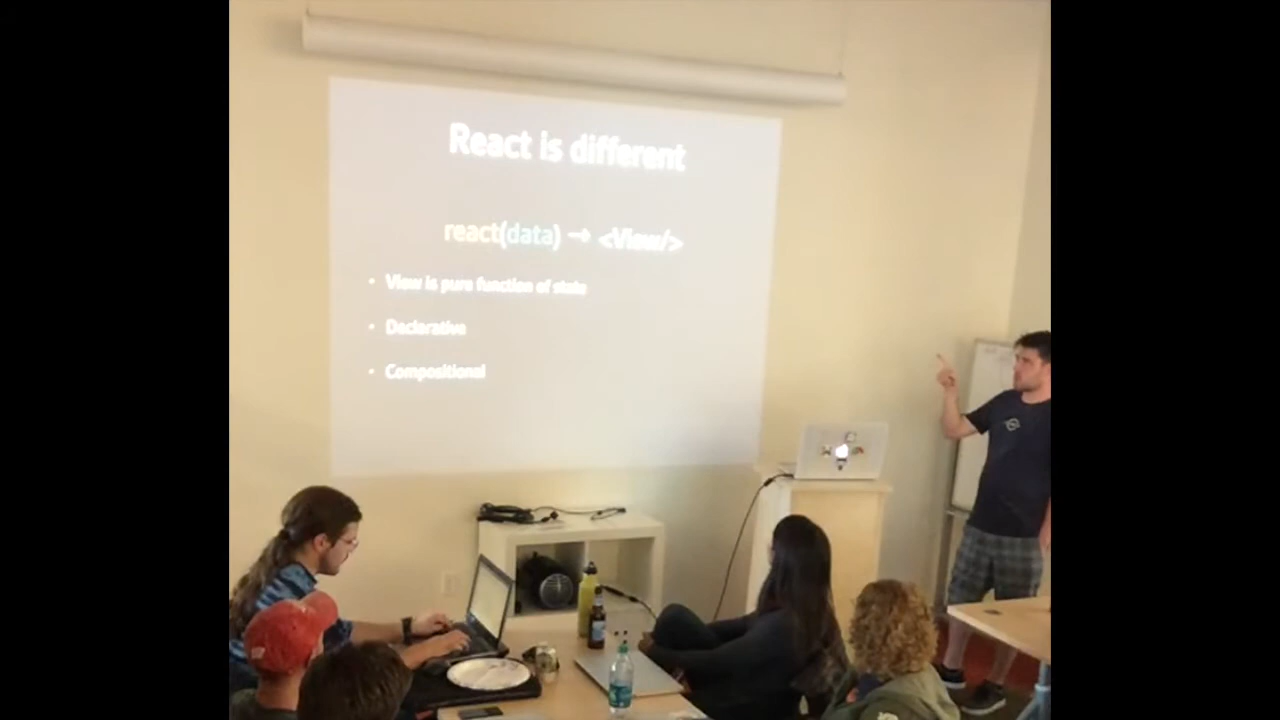 React is different
react(data) → <View/>
• View is pure function of state
• Declarative
• Compositional